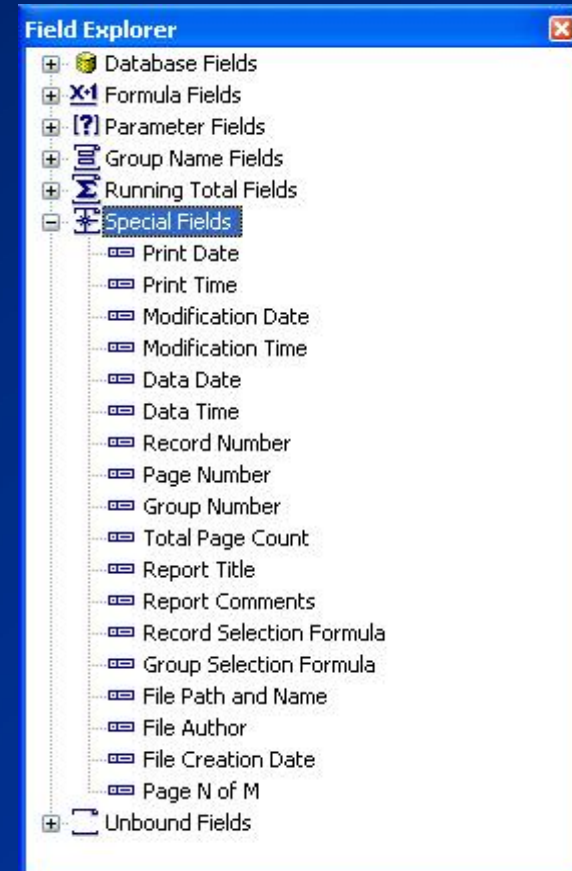 Field Explorer
Database Fields
X+1 Formula Fields
[?] Parameter Fields
Group Name Fields
Σ Running Total Fields
Special Fields
Print Date
Print Time
Modification Date
Modification Time
Data Date
Data Time
Record Number
Page Number
Group Number
Total Page Count
Report Title
Report Comments
Record Selection Formula
Group Selection Formula
File Path and Name
File Author
File Creation Date
Page N of M
Unbound Fields